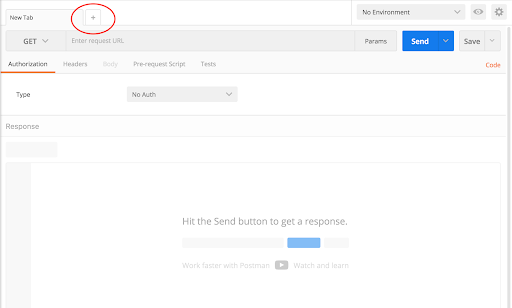 New Tab
+
No Environment
GET
Enter request URL
Params
Send
Save
Authorization
Headers
Body
Pre-request Script
Tests
Code
Type
No Auth
Response
Hit the Send button to get a response.
Work faster with Postman
Watch and learn